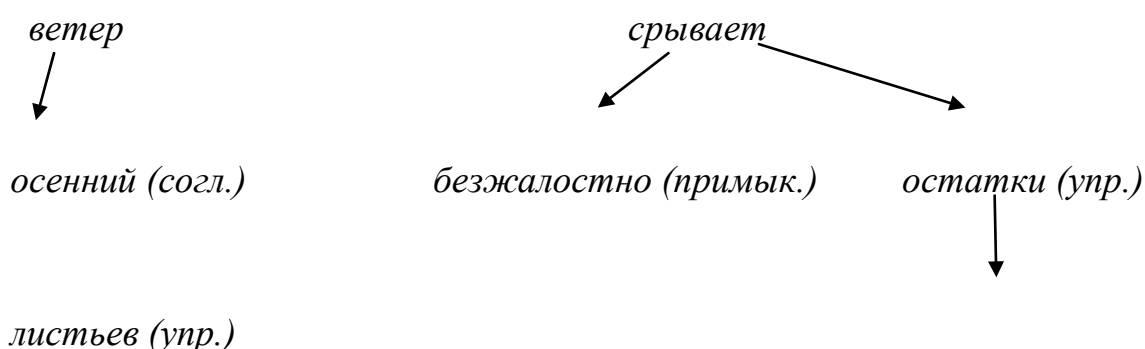 ветер срывает
осенний (согл.) безжалостно (примык.) остатки (упр.)
листьев (упр.)